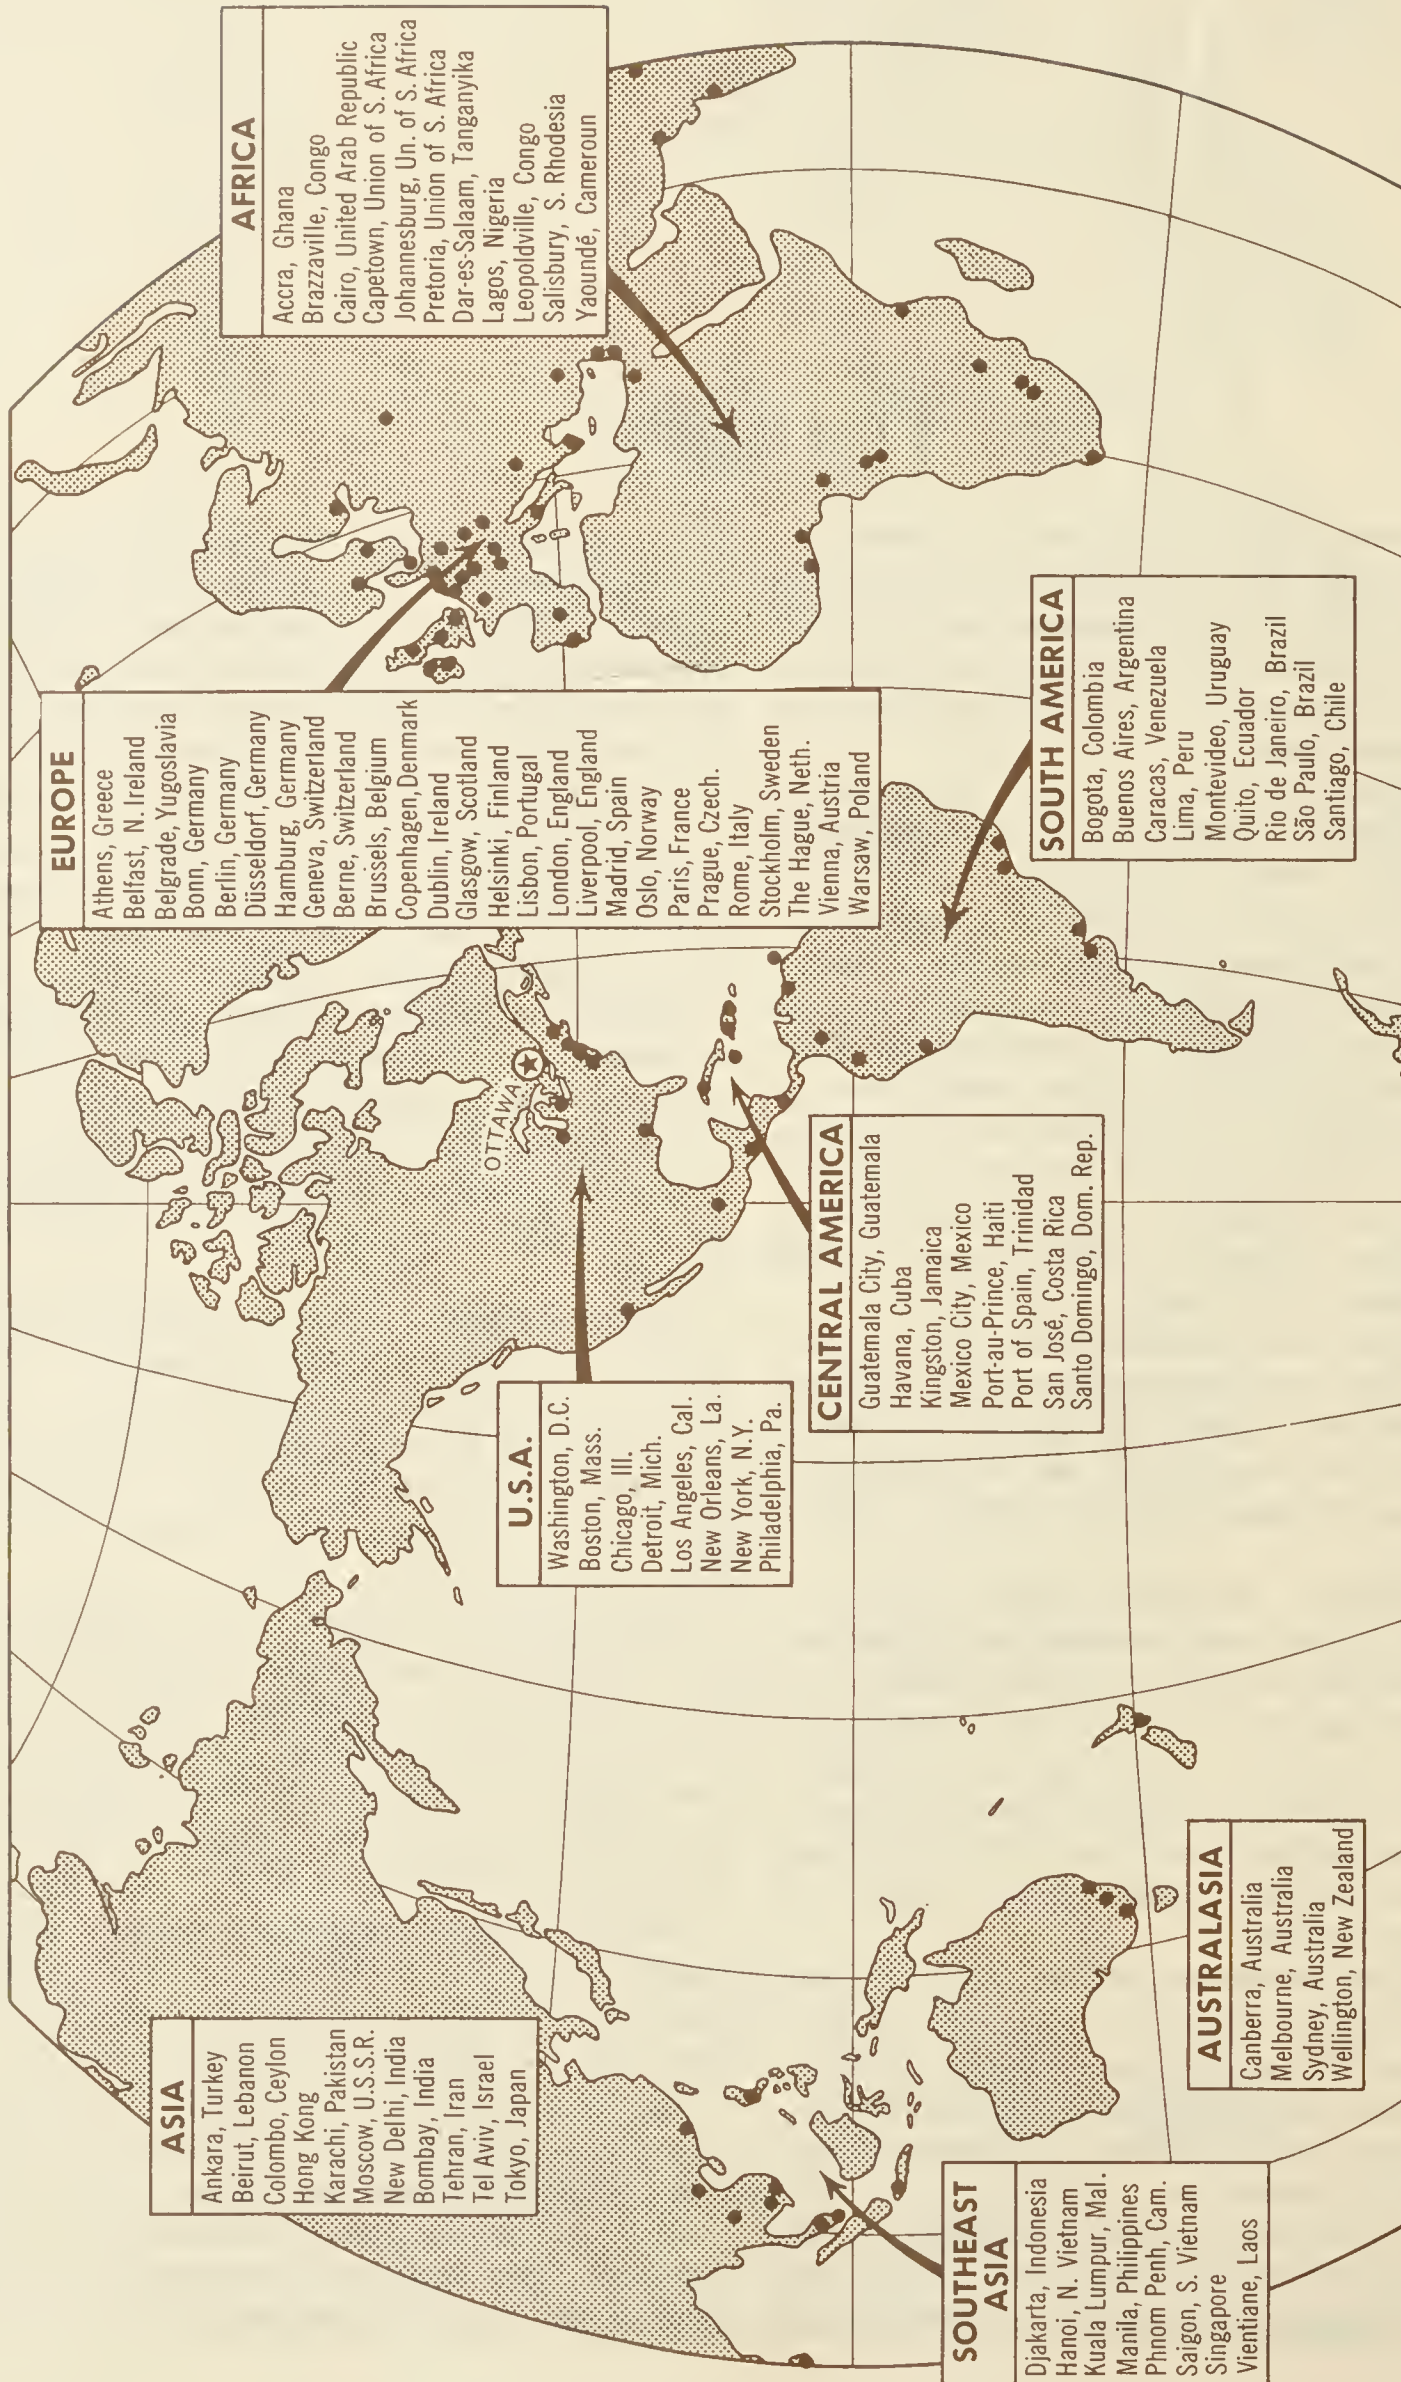 ASIA
Ankara, Turkey
Beirut, Lebanon
Colombo, Ceylon
Hong Kong
Karachi, Pakistan
Moscow, U.S.S.R.
New Delhi, India
Bombay, India
Tehran, Iran
Tel Aviv, Israel
Tokyo, Japan
SOUTHEAST
ASIA
Djakarta, Indonesia
Hanoi, N. Vietnam
Kuala Lumpur, Mal.
Manila, Philippines
Phnom Penh, Cam.
Saigon, S. Vietnam
Singapore
Vientiane, Laos
AUSTRALASIA
Canberra, Australia
Melbourne, Australia
Sydney, Australia
Wellington, New Zealand
U.S.A.
Washington, D.C.
Boston, Mass.
Chicago, Ill.
Detroit, Mich.
Los Angeles, Cal.
New Orleans, La.
New York, N.Y.
Philadelphia, Pa.
OTTAWA
CENTRAL AMERICA
Guatemala City, Guatemala
Havana, Cuba
Kingston, Jamaica
Mexico City, Mexico
Port-au-Prince, Haiti
Port of Spain, Trinidad
San José, Costa Rica
Santo Domingo, Dom. Rep.
EUROPE
Athens, Greece
Belfast, N. Ireland
Belgrade, Yugoslavia
Bonn, Germany
Berlin, Germany
Düsseldorf, Germany
Hamburg, Germany
Geneva, Switzerland
Berne, Switzerland
Brussels, Belgium
Copenhagen, Denmark
Dublin, Ireland
Glasgow, Scotland
Helsinki, Finland
Lisbon, Portugal
London, England
Liverpool, England
Madrid, Spain
Oslo, Norway
Paris, France
Prague, Czech.
Rome, Italy
Stockholm, Sweden
The Hague, Neth.
Vienna, Austria
Warsaw, Poland
SOUTH AMERICA
Bogota, Colombia
Buenos Aires, Argentina
Caracas, Venezuela
Lima, Peru
Montevideo, Uruguay
Quito, Ecuador
Rio de Janeiro, Brazil
São Paulo, Brazil
Santiago, Chile
AFRICA
Accra, Ghana
Brazzaville, Congo
Cairo, United Arab Republic
Capetown, Union of S. Africa
Johannesburg, Un. of S. Africa
Pretoria, Union of S. Africa
Dar-es-Salaam, Tanganyika
Lagos, Nigeria
Leopoldville, Congo
Salisbury, S. Rhodesia
Yaoundé, Cameroun